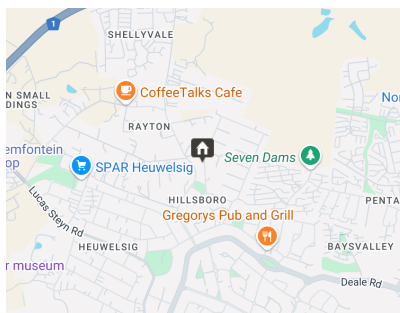 1
SHELLYVALE
CoffeeTalks Cafe
N SMALL
DINGS
RAYTON
No
emfontein
op
SPAR Heuwelsig
Seven Dams
Lucas Steyn Rd
HILLSBORO
PENTA
Gregorys Pub and Grill
HEUWELSIG
BAYSVALLEY
r museum
Deale Rd